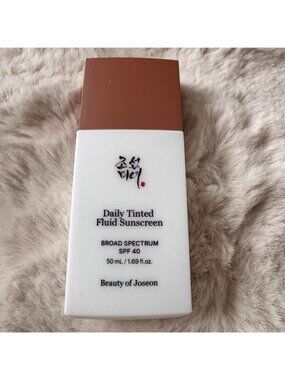 조선
미녀
Daily Tinted
Fluid Sunscreen
BROAD SPECTRUM
SPF 40
50 mL / 1.69 fl.oz.
Beauty of Joseon